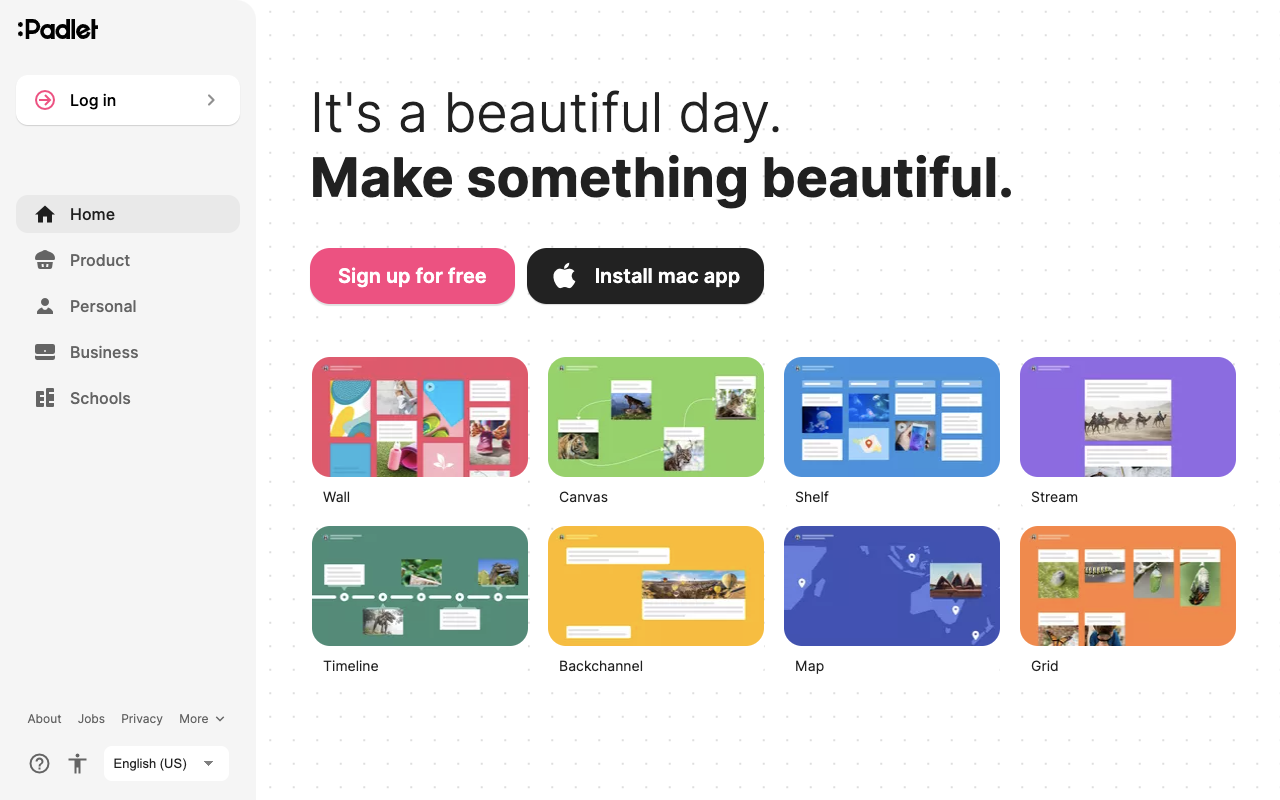 :Padlet
Log in
Home
Product
Personal
Business
Schools
About Jobs Privacy More
English (US)
It's a beautiful day.
Make something beautiful.
Sign up for free
Install mac app
Wall
Canvas
Shelf
Stream
Timeline
Backchannel
Map
Grid